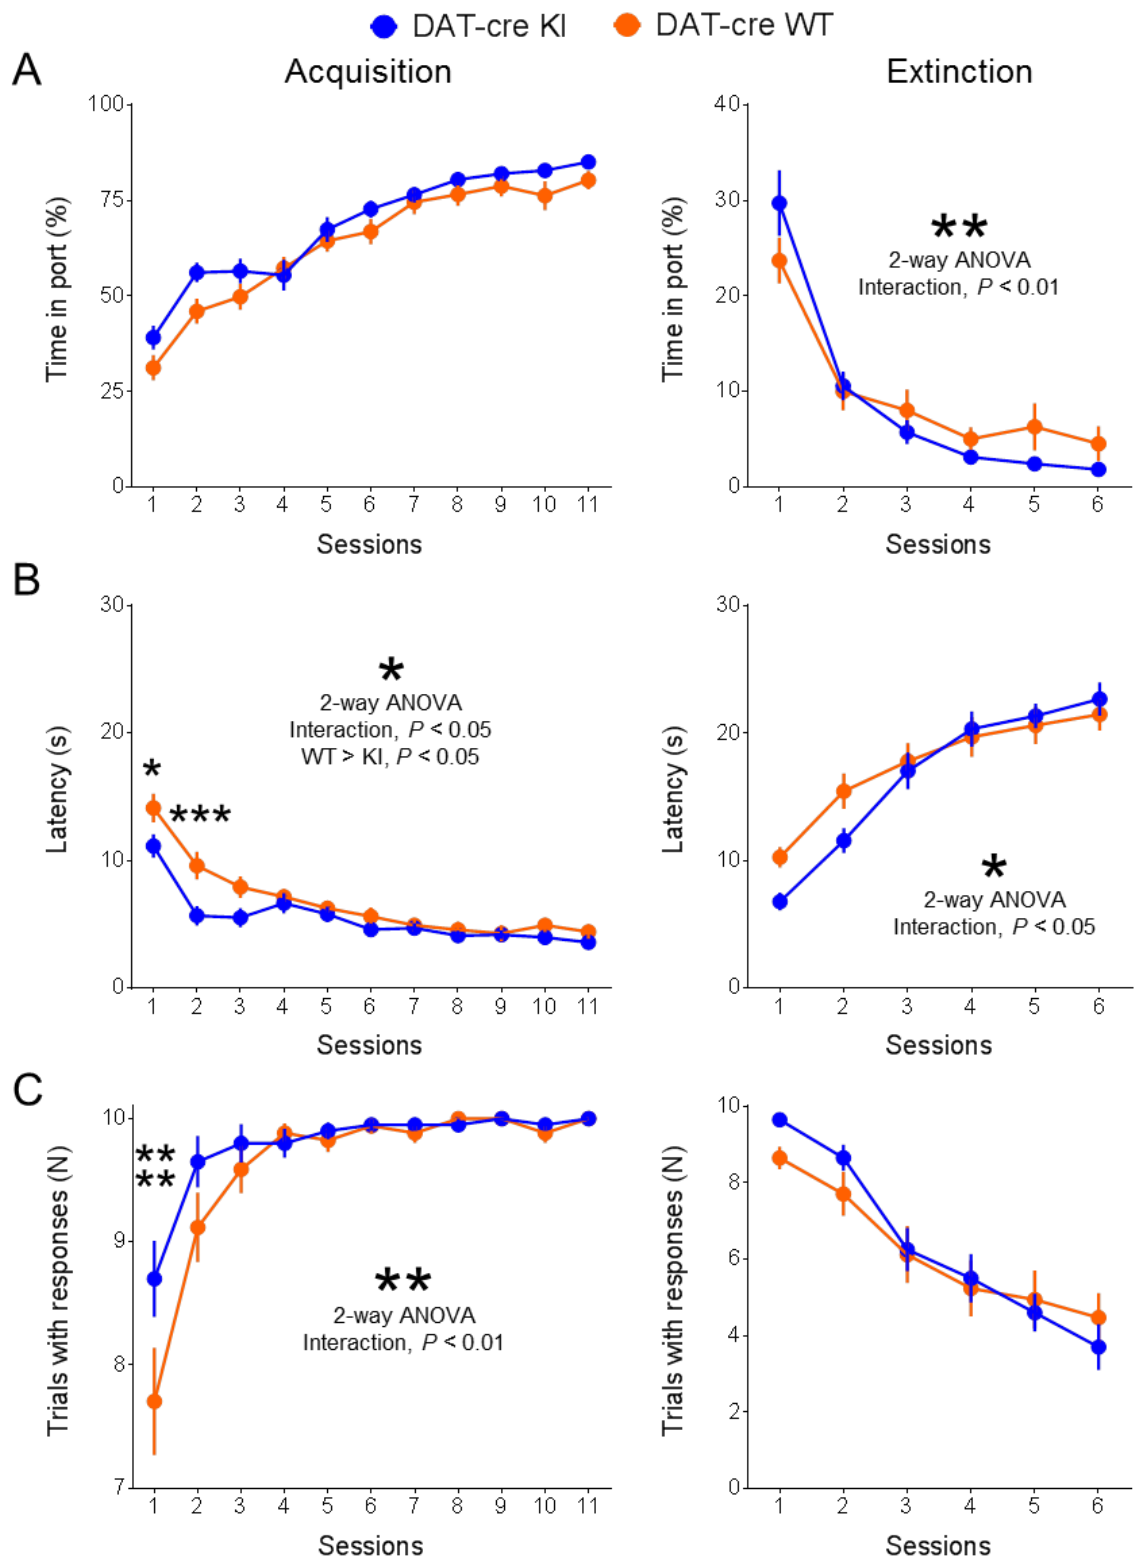 DAT-cre KI DAT-cre WT
A
Acquisition Extinction
100
75
50
25
0
Time in port (%)
1 2 3 4 5 6 7 8 9 10 11
Sessions
40
30
20
10
0
Time in port (%)
**
2-way ANOVA
Interaction, P < 0.01
1 2 3 4 5 6
Sessions
B
30
20
10
0
Latency (s)
*
2-way ANOVA
Interaction, P < 0.05
WT > KI, P < 0.05
*
***
1 2 3 4 5 6 7 8 9 10 11
Sessions
30
20
10
0
Latency (s)
*
2-way ANOVA
Interaction, P < 0.05
1 2 3 4 5 6
Sessions
C
10
9
8
7
Trials with responses (N)
**
**
**
2-way ANOVA
Interaction, P < 0.01
1 2 3 4 5 6 7 8 9 10 11
Sessions
10
8
6
4
2
0
Trials with responses (N)
1 2 3 4 5 6
Sessions